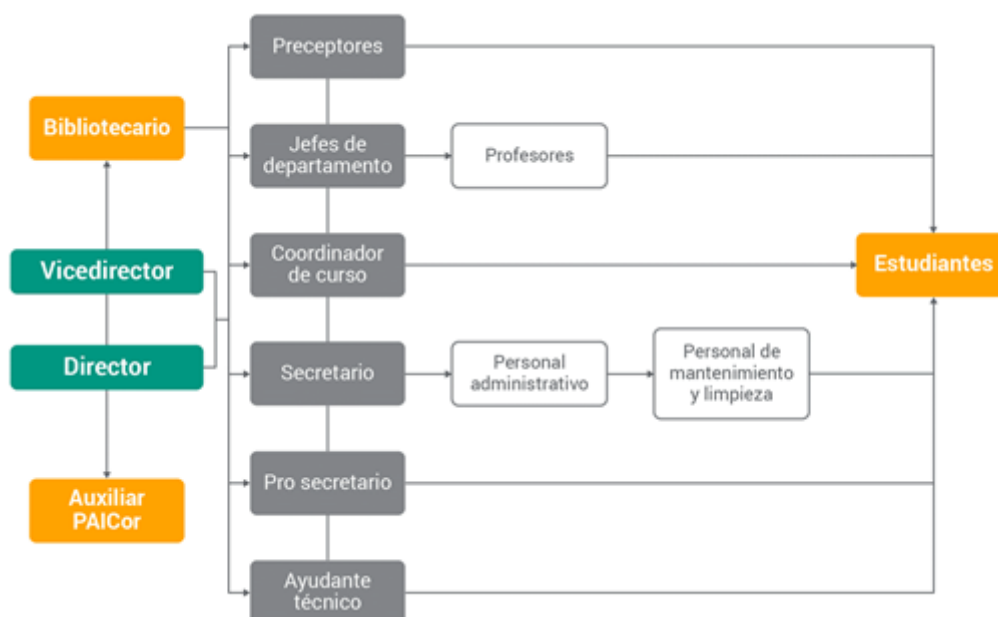 Preceptores
Bibliotecario
Jefes de
departamento
Profesores
Vicedirector
Coordinador
de curso
Estudiantes
Director
Secretario
Personal
administrativo
Personal de
mantenimiento
y limpieza
Auxiliar
PAICor
Pro secretario
Ayudante
técnico